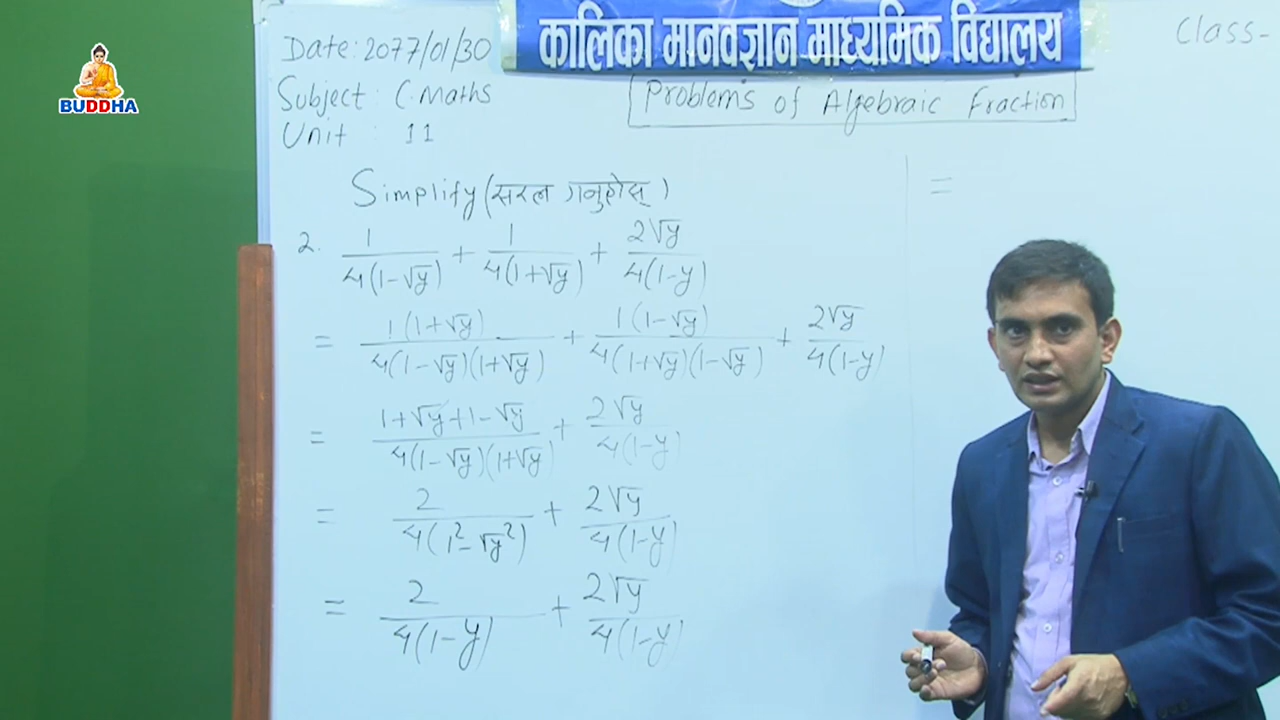 BUDDHA
कालिका मानवज्ञान माध्यमिक विद्यालय
Class-
Date: 2077/01/30
Subject : C. Maths
Unit : 11
Problems of Algebraic Fraction
Simplify (सरल गर्नुहोस्)
2. 1/4(1-√y) + 1/4(1+√y) + 2√y/4(1-y)
= 1(1+√y)/4(1-√y)(1+√y) + 1(1-√y)/4(1+√y)(1-√y) + 2√y/4(1-y)
= 1+√y+1-√y/4(1-√y)(1+√y) + 2√y/4(1-y)
= 2/4(1²-√y²) + 2√y/4(1-y)
= 2/4(1-y) + 2√y/4(1-y)
=